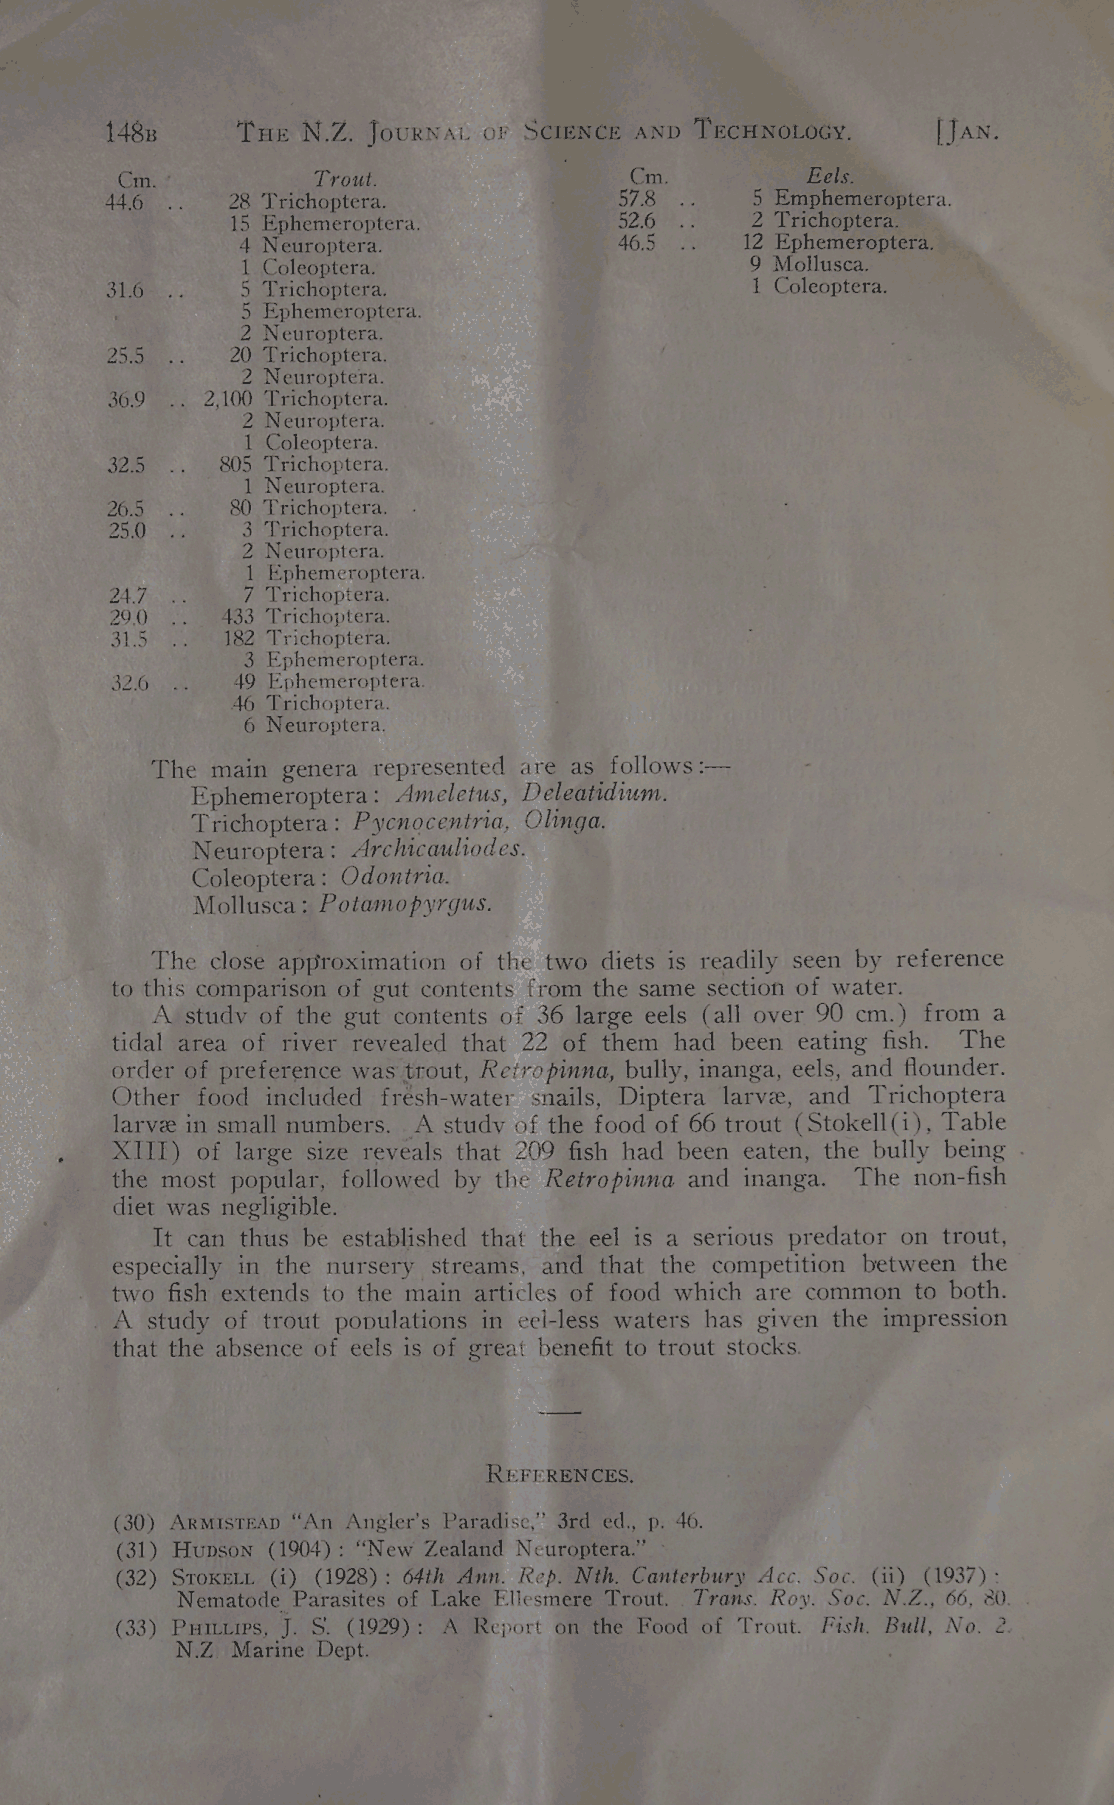 148B THE N.Z. JOURNAL OF SCIENCE AND TECHNOLOGY. [JAN.
Cm. Trout. Cm. Eels.
44.6 .. 28 Trichoptera. 57.8 .. 5 Emphemeroptera.
15 Ephemeroptera. 52.6 .. 2 Trichoptera.
4 Neuroptera. 46.5 .. 12 Ephemeroptera.
1 Coleoptera. 9 Mollusca.
31.6 .. 5 Trichoptera. 1 Coleoptera.
5 Ephemeroptera.
2 Neuroptera.
25.5 .. 20 Trichoptera.
2 Neuroptera.
36.9 .. 2,100 Trichoptera.
2 Neuroptera.
1 Coleoptera.
32.5 .. 805 Trichoptera.
1 Neuroptera.
26.5 .. 80 Trichoptera.
25.0 .. 3 Trichoptera.
2 Neuroptera.
1 Ephemeroptera.
24.7 .. 7 Trichoptera.
29.0 .. 433 Trichoptera.
31.5 .. 182 Trichoptera.
3 Ephemeroptera.
32.6 .. 49 Ephemeroptera.
46 Trichoptera.
6 Neuroptera.
The main genera represented are as follows:—
Ephemeroptera: Ameletus, Deleatidium.
Trichoptera: Pycnocentria, Olinga.
Neuroptera: Archicauliodes.
Coleoptera: Odontria.
Mollusca: Potamopyrgus.
The close approximation of the two diets is readily seen by reference
to this comparison of gut contents from the same section of water.
A study of the gut contents of 36 large eels (all over 90 cm.) from a
tidal area of river revealed that 22 of them had been eating fish. The
order of preference was trout, Retropinna, bully, inanga, eels, and flounder.
Other food included fresh-water snails, Diptera larvæ, and Trichoptera
larvæ in small numbers. A study of the food of 66 trout (Stokell(i), Table
XIII) of large size reveals that 209 fish had been eaten, the bully being
the most popular, followed by the Retropinna and inanga. The non-fish
diet was negligible.
It can thus be established that the eel is a serious predator on trout,
especially in the nursery streams, and that the competition between the
two fish extends to the main articles of food which are common to both.
A study of trout populations in eel-less waters has given the impression
that the absence of eels is of great benefit to trout stocks.
REFERENCES.
(30) ARMISTEAD "An Angler's Paradise," 3rd ed., p. 46.
(31) HUDSON (1904): "New Zealand Neuroptera."
(32) STOKELL (i) (1928): 64th Ann. Rep. Nth. Canterbury Acc. Soc. (ii) (1937):
Nematode Parasites of Lake Ellesmere Trout. Trans. Roy. Soc. N.Z., 66, 80.
(33) PHILLIPS, J. S. (1929): A Report on the Food of Trout. Fish. Bull, No. 2.
N.Z Marine Dept.